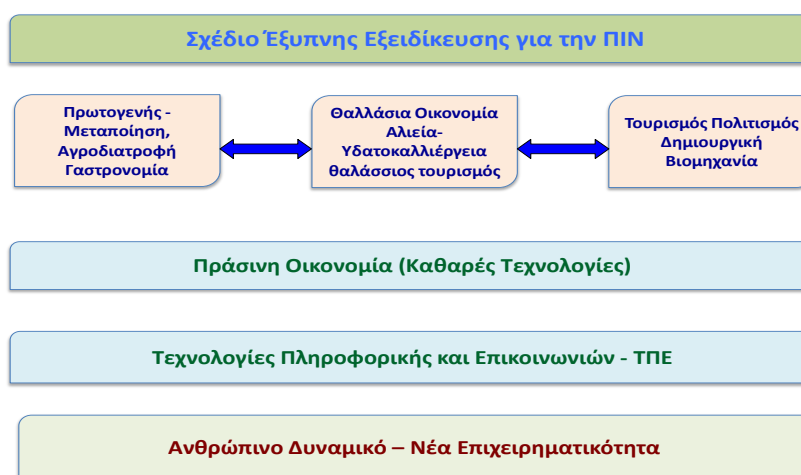 Σχέδιο Έξυπνης Εξειδίκευσης για την ΠΙΝ
Πρωτογενής -
Μεταποίηση,
Αγροδιατροφή
Γαστρονομία
Θαλλάσια Οικονομία
Αλιεία-
Υδατοκαλλιέργεια
θαλάσσιος τουρισμός
Τουρισμός Πολιτισμός
Δημιουργική
Βιομηχανία
Πράσινη Οικονομία (Καθαρές Τεχνολογίες)
Τεχνολογίες Πληροφορικής και Επικοινωνιών - ΤΠΕ
Ανθρώπινο Δυναμικό – Νέα Επιχειρηματικότητα